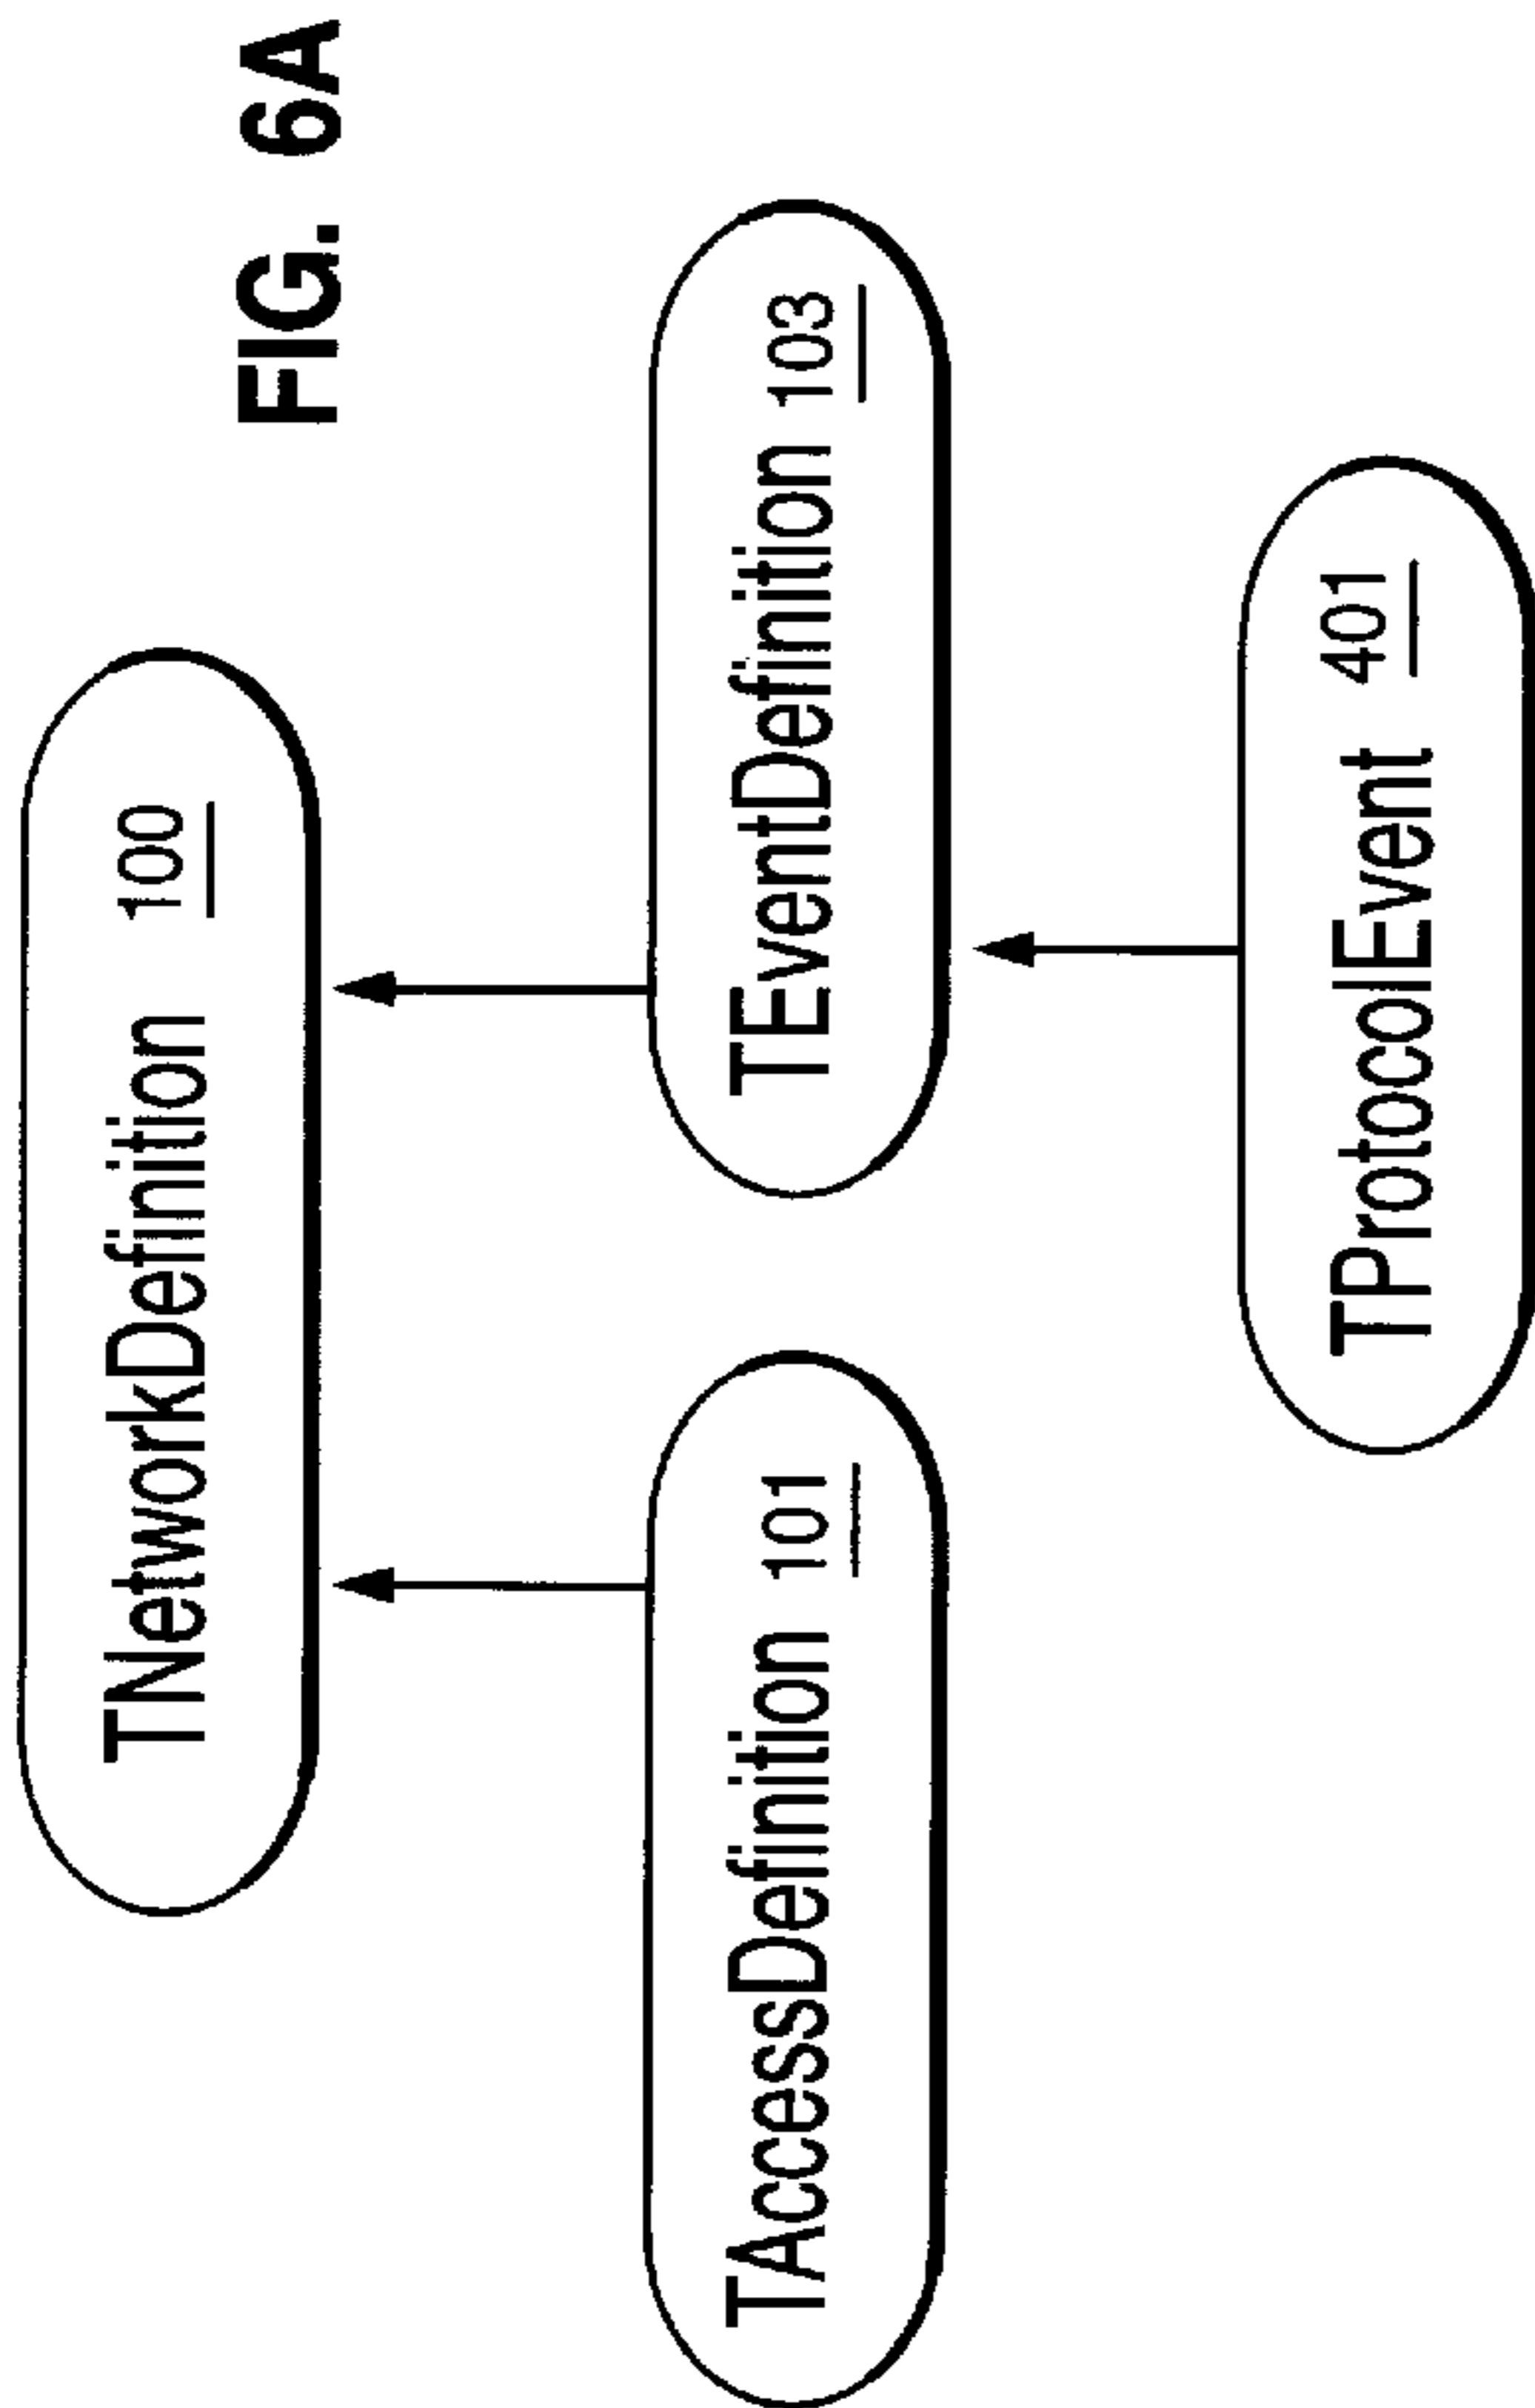 FIG. 6A
TNetworkDefinition 100
TAccessDefinition 101
TEventDefinition 103
TProtocolEvent 401